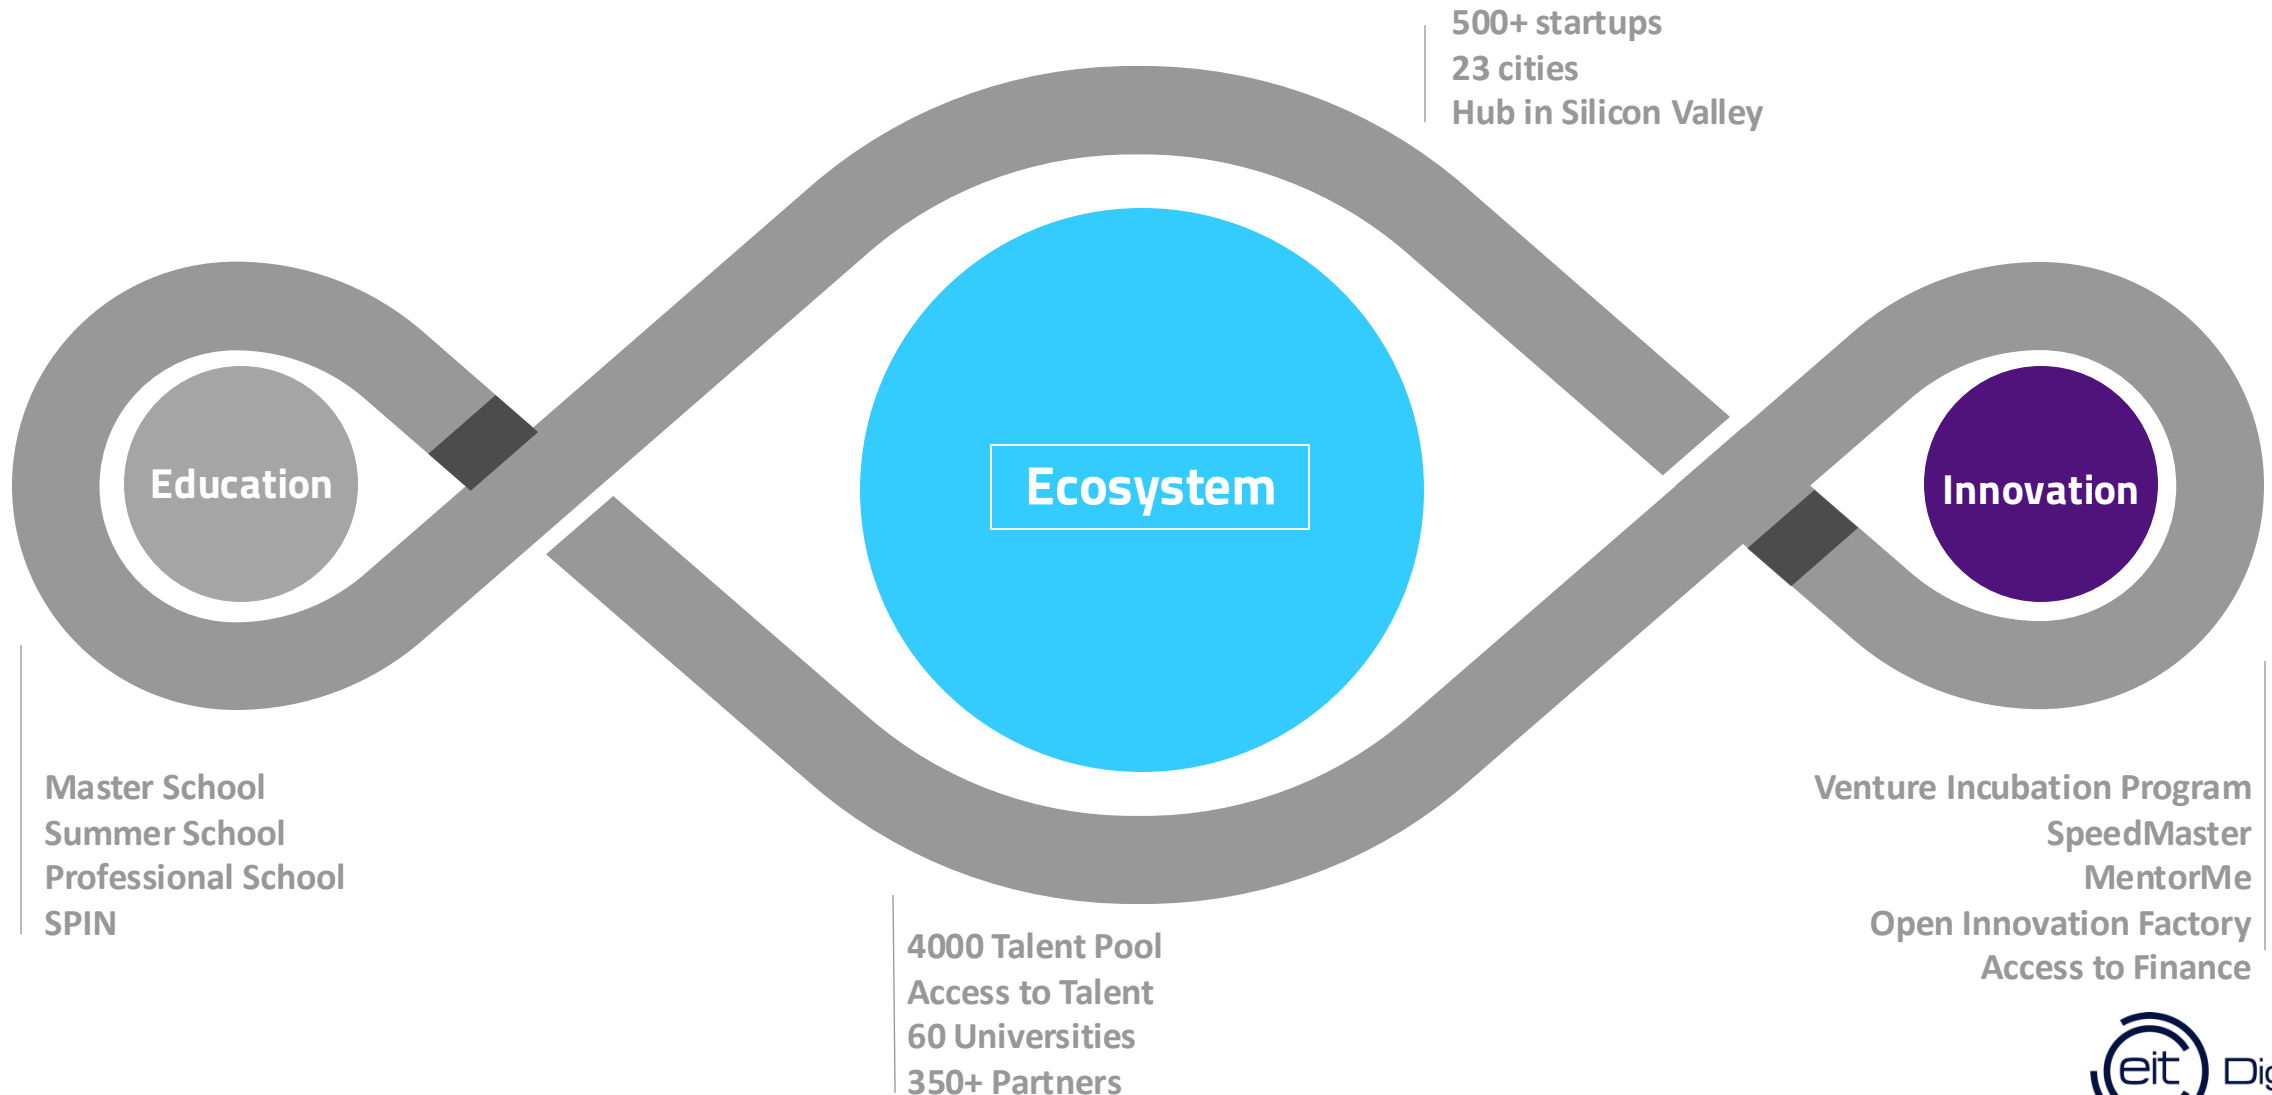 500+ startups
23 cities
Hub in Silicon Valley
Education
Ecosystem
Innovation
Master School
Summer School
Professional School
SPIN
4000 Talent Pool
Access to Talent
60 Universities
350+ Partners
Venture Incubation Program
SpeedMaster
MentorMe
Open Innovation Factory
Access to Finance
eit